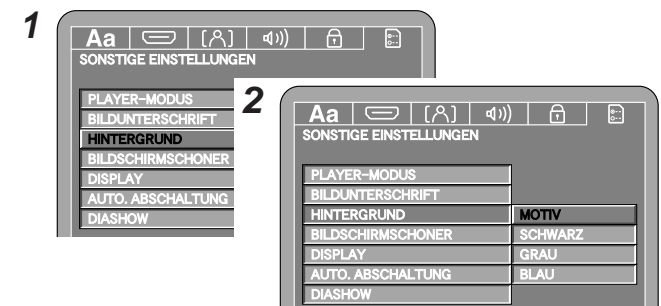 1
Aa
SONSTIGE EINSTELLUNGEN
PLAYER-MODUS
BILDUNTERSCHRIFT
HINTERGRUND
BILDSCHIRMSCHONER
DISPLAY
AUTO. ABSCHALTUNG
DIASHOW
2
Aa
SONSTIGE EINSTELLUNGEN
PLAYER-MODUS
BILDUNTERSCHRIFT
HINTERGRUND MOTIV
BILDSCHIRMSCHONER SCHWARZ
DISPLAY GRAU
AUTO. ABSCHALTUNG BLAU
DIASHOW